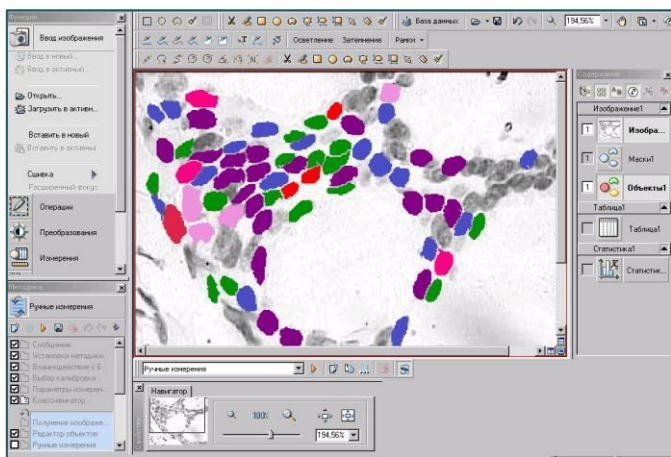 Функции
Ввод изображения
Ввод в новый...
Ввод в активный...
Открыть...
Загрузить в активн...
Вставить в новый
Вставить в активный
Сшивка
Расширенный фокус
Операции
Преобразования
Измерения
Методика
Ручные измерения
Сообщение
Установки методики...
Взаимодействие с Б...
Выбор калибровки...
Параметры измерен...
Классификатор...
Получение изображе...
Редактор объектов
Ручные измерения
База данных
194,56%
Осветление
Затемнение
Рамки
Ручные измерения
Навигатор
100%
194,56%
Содержание
Изображение1
1
Изобра...
Маски1
1
Объекты1
Таблица1
Таблица1
Статистика1
Статистик...